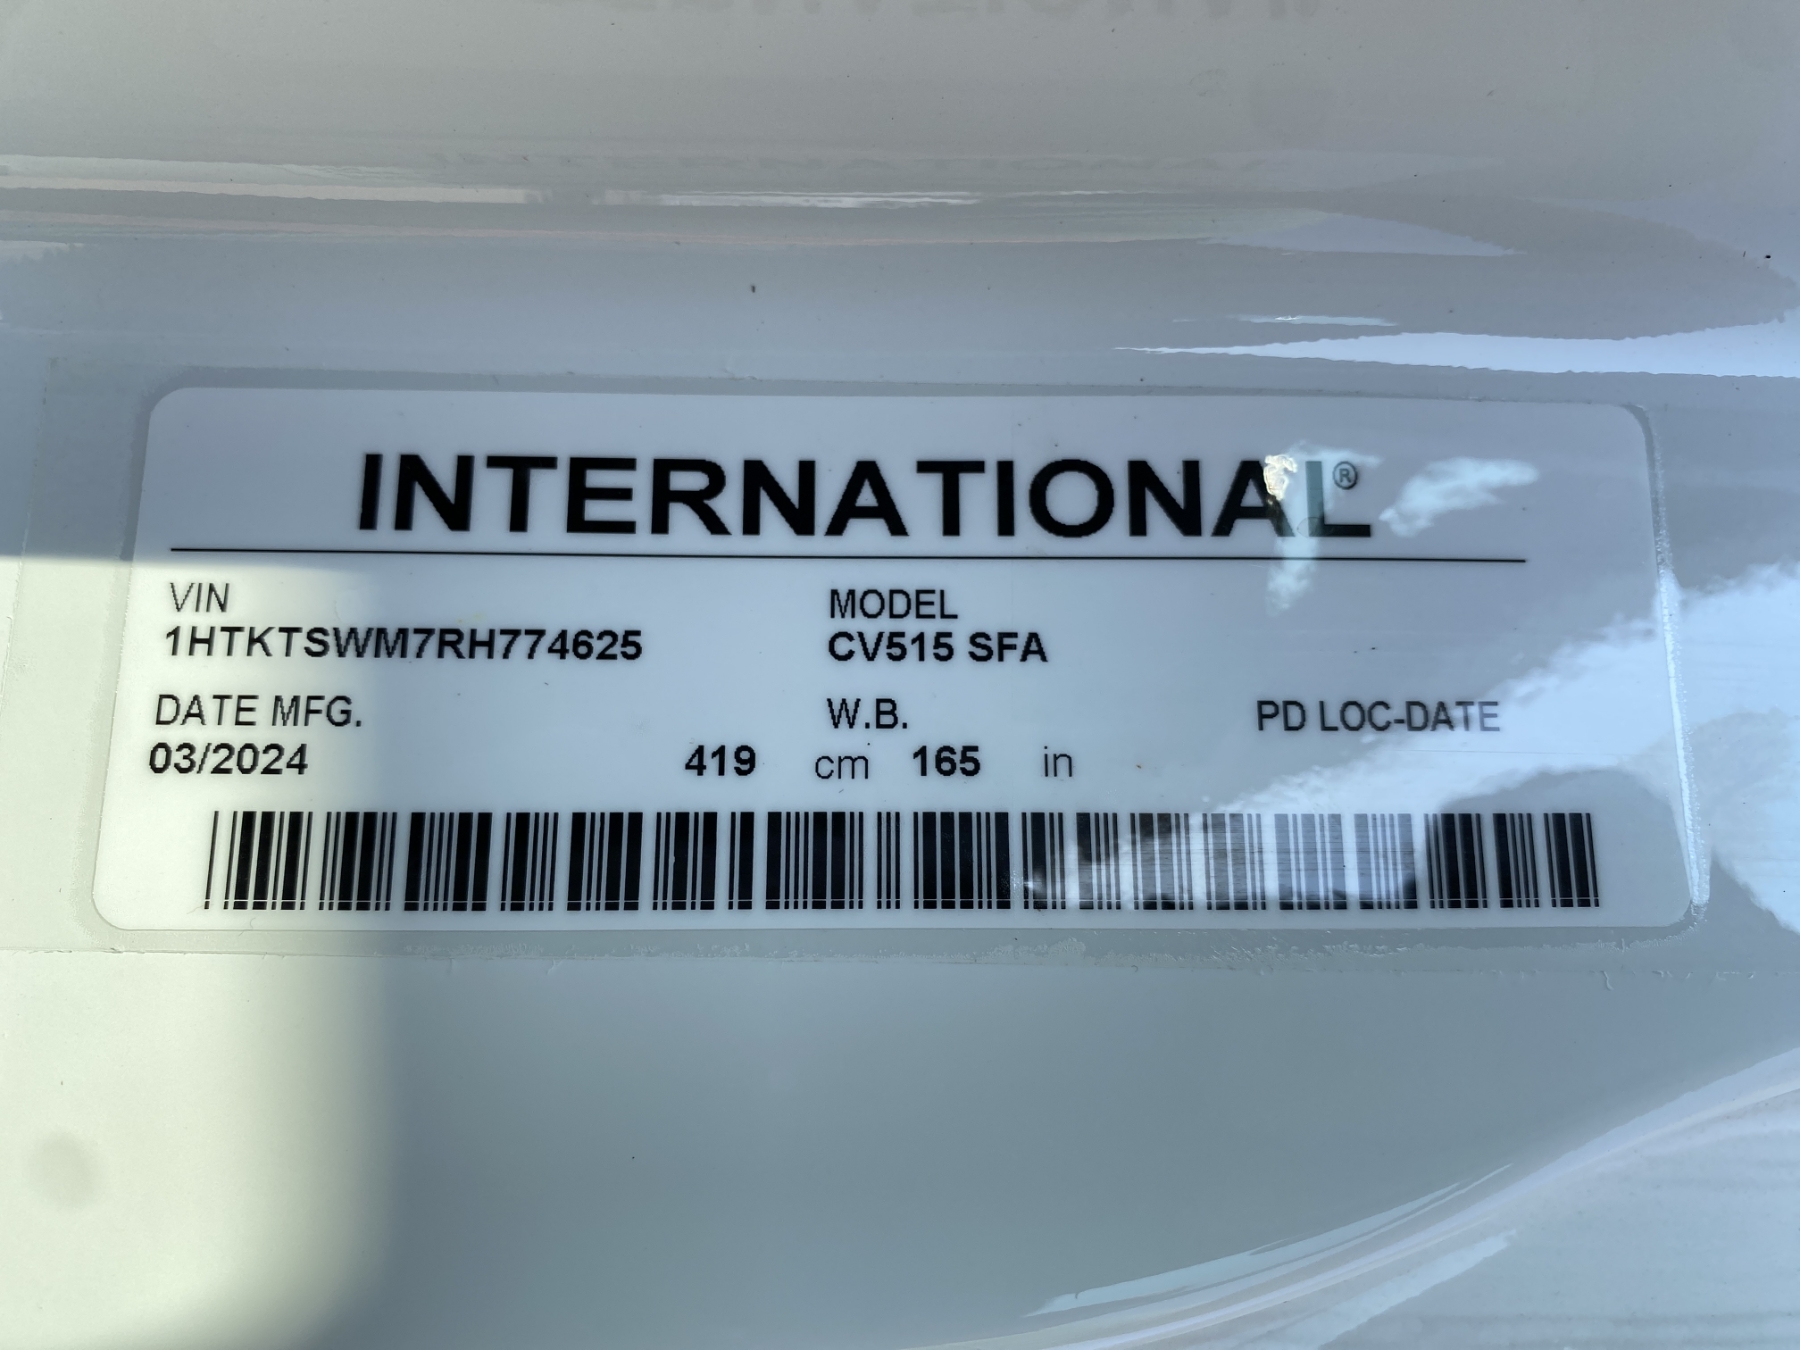 INTERNATIONAL®
VIN
1HTKTSWM7RH774625
MODEL
CV515 SFA
DATE MFG.
03/2024
W.B.
419 cm 165 in
PD LOC-DATE